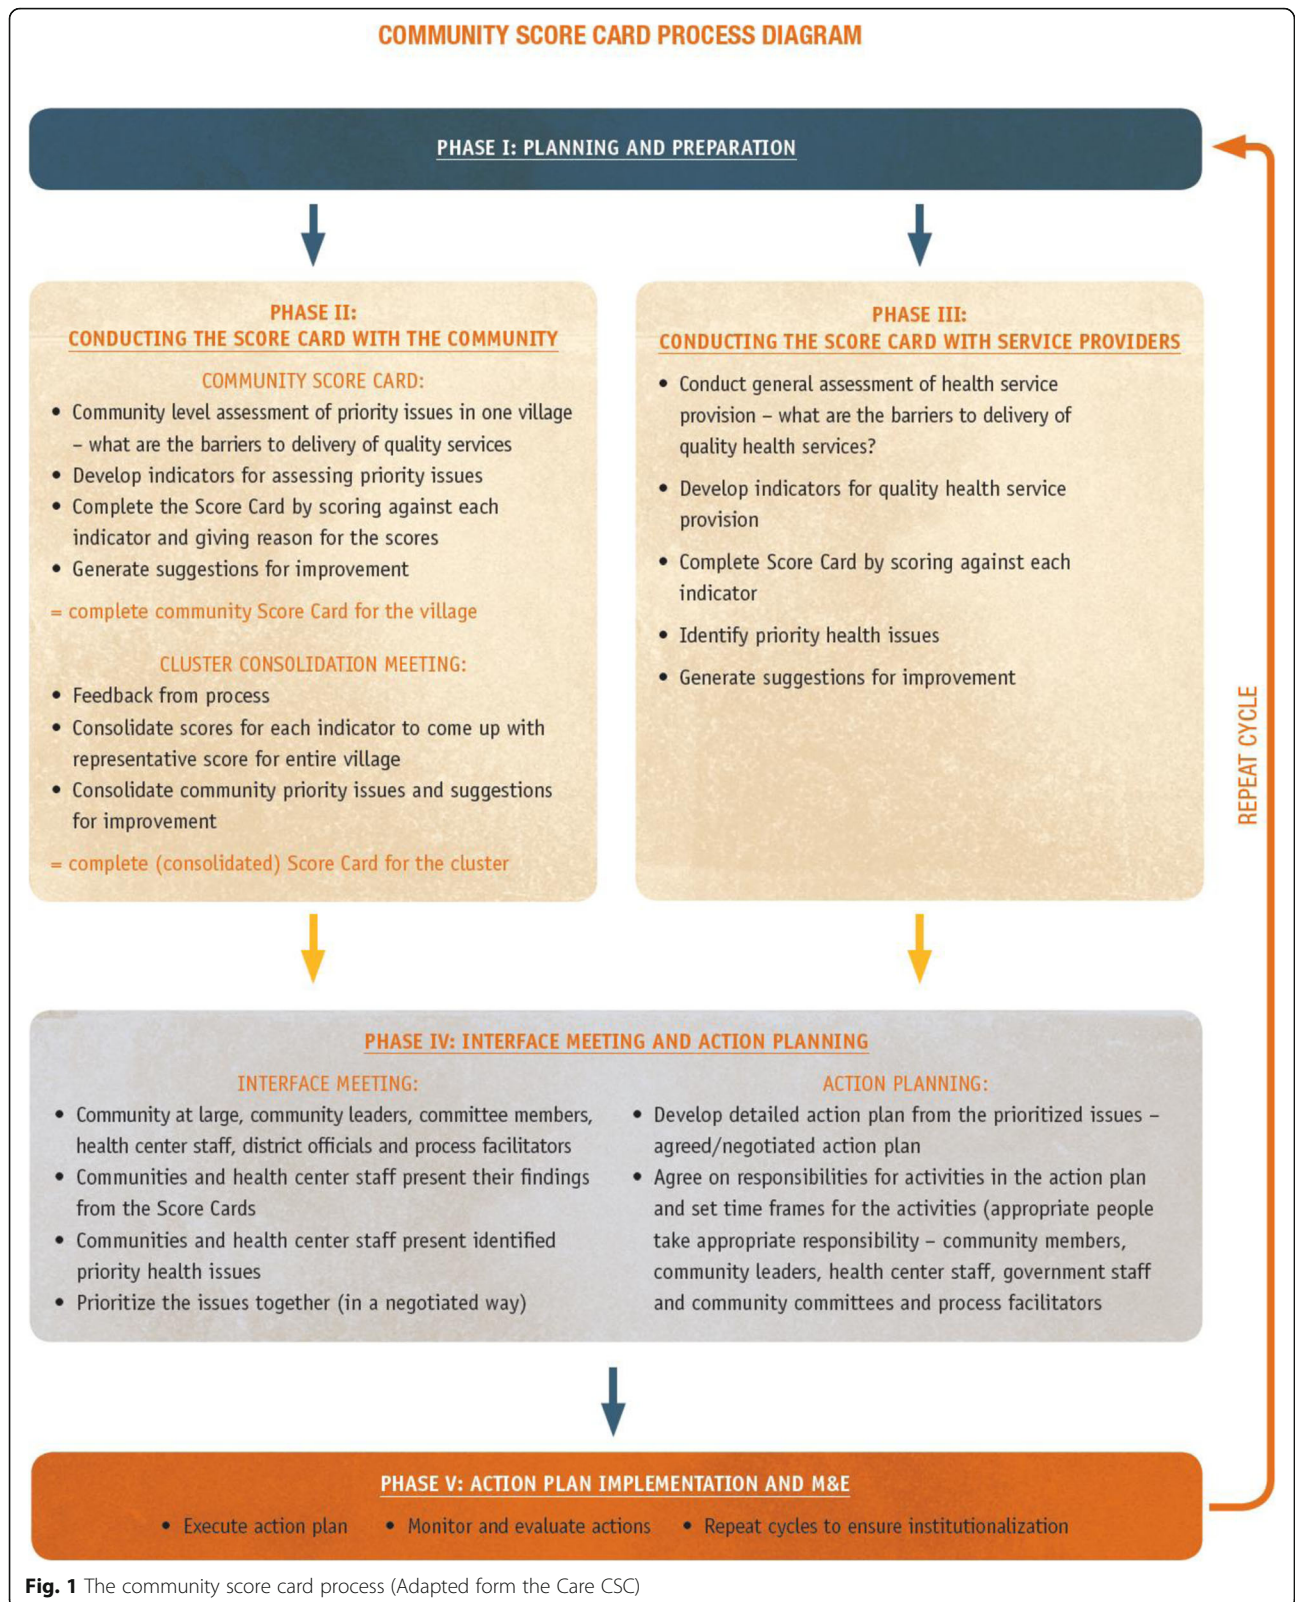 COMMUNITY SCORE CARD PROCESS DIAGRAM
PHASE I: PLANNING AND PREPARATION
PHASE II:
CONDUCTING THE SCORE CARD WITH THE COMMUNITY
COMMUNITY SCORE CARD:
• Community level assessment of priority issues in one village
– what are the barriers to delivery of quality services
• Develop indicators for assessing priority issues
• Complete the Score Card by scoring against each
indicator and giving reason for the scores
• Generate suggestions for improvement
= complete community Score Card for the village
CLUSTER CONSOLIDATION MEETING:
• Feedback from process
• Consolidate scores for each indicator to come up with
representative score for entire village
• Consolidate community priority issues and suggestions
for improvement
= complete (consolidated) Score Card for the cluster
PHASE III:
CONDUCTING THE SCORE CARD WITH SERVICE PROVIDERS
• Conduct general assessment of health service
provision – what are the barriers to delivery of
quality health services?
• Develop indicators for quality health service
provision
• Complete Score Card by scoring against each
indicator
• Identify priority health issues
• Generate suggestions for improvement
REPEAT CYCLE
PHASE IV: INTERFACE MEETING AND ACTION PLANNING
INTERFACE MEETING:
• Community at large, community leaders, committee members,
health center staff, district officials and process facilitators
• Communities and health center staff present their findings
from the Score Cards
• Communities and health center staff present identified
priority health issues
• Prioritize the issues together (in a negotiated way)
ACTION PLANNING:
• Develop detailed action plan from the prioritized issues –
agreed/negotiated action plan
• Agree on responsibilities for activities in the action plan
and set time frames for the activities (appropriate people
take appropriate responsibility – community members,
community leaders, health center staff, government staff
and community committees and process facilitators
PHASE V: ACTION PLAN IMPLEMENTATION AND M&E
• Execute action plan • Monitor and evaluate actions • Repeat cycles to ensure institutionalization
Fig. 1 The community score card process (Adapted form the Care CSC)